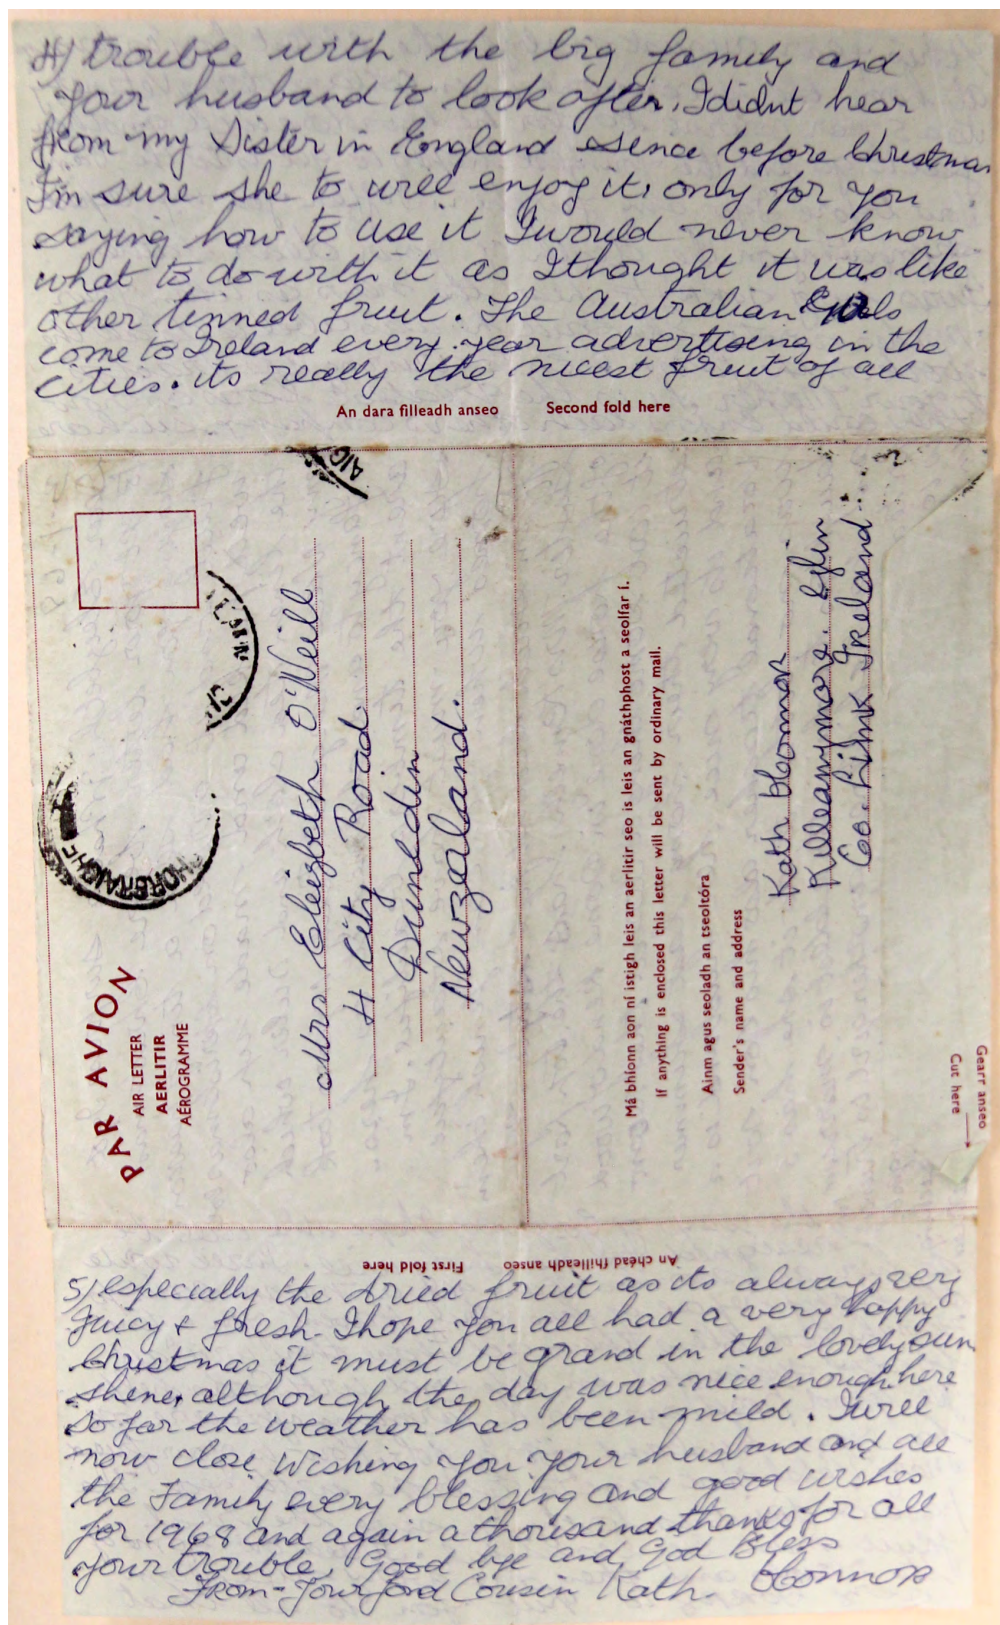 4) trouble with the big family and
your husband to look after. I didnt hear
from my Sister in England sence before Christmas
I'm sure she to will enjoy it, only for you
saying how to use it I would never know
what to do with it as I thought it was like
other tinned fruit. The Australian
come to Ireland every year advertising in the
cities. its really the nicest fruit of all
An dara filleadh anseo Second fold here
PAR AVION
AIR LETTER
AERLITIR
AÉROGRAMME
Mrs Elizbeth O'Neill
4 City Road
Dunedin
Newzaland.
Má bhíonn aon ní istigh leis an aerlitir seo is leis an gnáthphost a seolfar í.
If anything is enclosed this letter will be sent by ordinary mail.
Ainm agus seoladh an tseoltóra
Sender's name and address
Kath O'Connor
Killeanymore. Effin
Co. Limk Ireland
Gearr anseo
Cut here
An chéad fhilleadh anseo First fold here
5) especially the dried fruit as its always very
Juicy & fresh. I hope you all had a very happy
Christmas it must be grand in the lovely sun
shine, although the day was nice enough here
so far the weather has been mild. I will
now close Wishing you your husband and all
the Family every blessing and good wishes
for 1968 and again a thousand thanks for all
your trouble, Good bye and God Bless
From-Your fond Cousin Kath. O'Connor